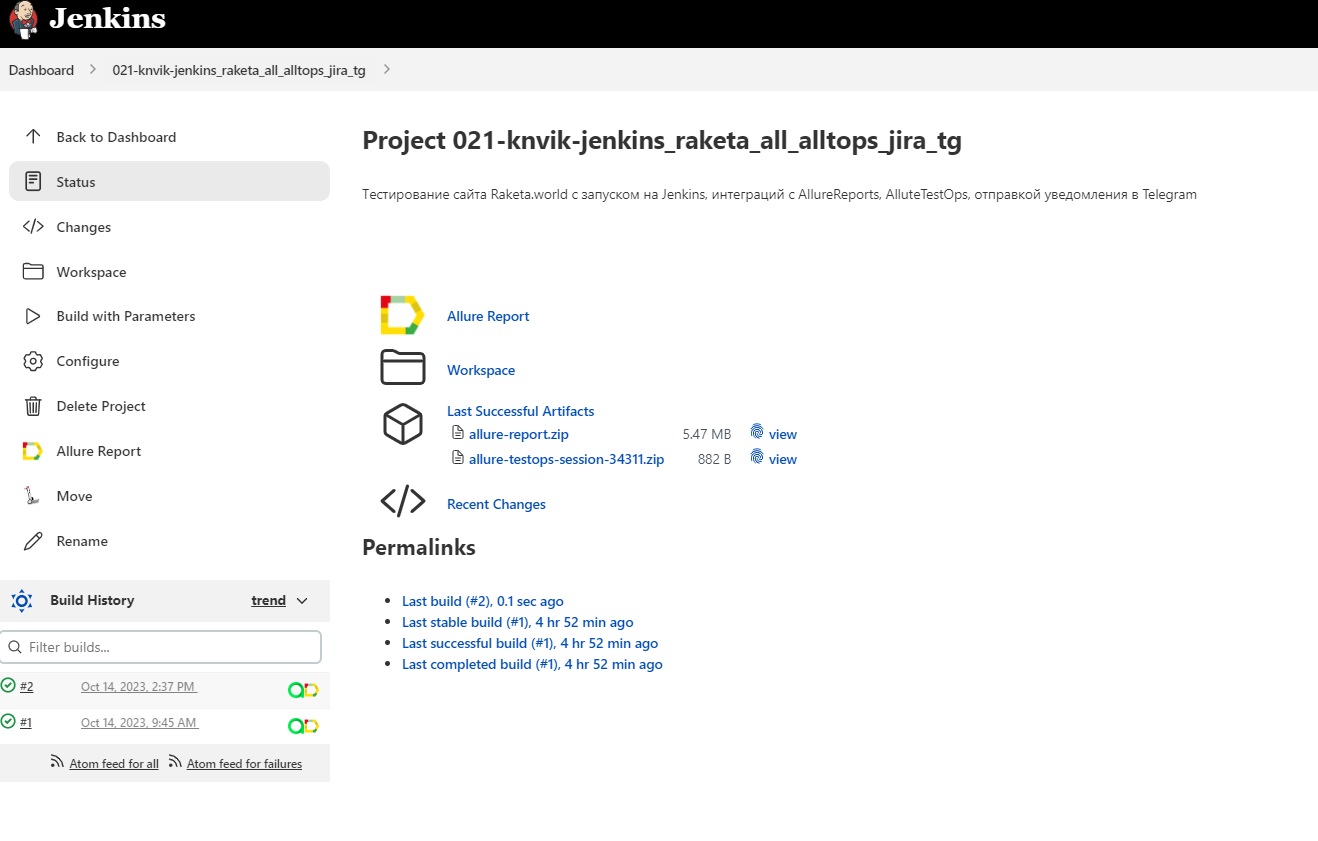 Jenkins
Dashboard
021-knvik-jenkins_raketa_all_alltops_jira_tg
Back to Dashboard
Status
Changes
Workspace
Build with Parameters
Configure
Delete Project
Allure Report
Move
Rename
Build History
trend
Filter builds...
#2
Oct 14, 2023, 2:37 PM
#1
Oct 14, 2023, 9:45 AM
Atom feed for all
Atom feed for failures
Project 021-knvik-jenkins_raketa_all_alltops_jira_tg
Тестирование сайта Raketa.world с запуском на Jenkins, интеграций с AllureReports, AlluteTestOps, отправкой уведомления в Telegram
Allure Report
Workspace
Last Successful Artifacts
allure-report.zip 5.47 MB view
allure-testops-session-34311.zip 882 B view
Recent Changes
Permalinks
Last build (#2), 0.1 sec ago
Last stable build (#1), 4 hr 52 min ago
Last successful build (#1), 4 hr 52 min ago
Last completed build (#1), 4 hr 52 min ago